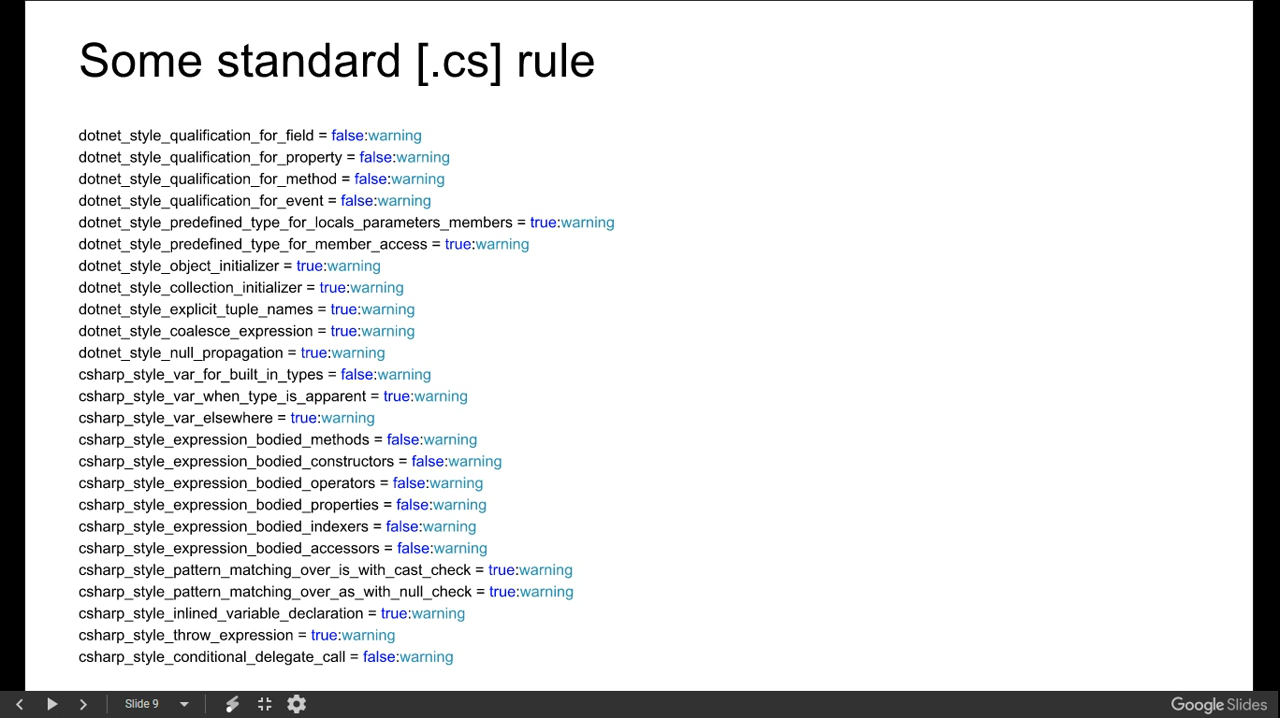 Some standard [.cs] rule
dotnet_style_qualification_for_field = false:warning
dotnet_style_qualification_for_property = false:warning
dotnet_style_qualification_for_method = false:warning
dotnet_style_qualification_for_event = false:warning
dotnet_style_predefined_type_for_locals_parameters_members = true:warning
dotnet_style_predefined_type_for_member_access = true:warning
dotnet_style_object_initializer = true:warning
dotnet_style_collection_initializer = true:warning
dotnet_style_explicit_tuple_names = true:warning
dotnet_style_coalesce_expression = true:warning
dotnet_style_null_propagation = true:warning
csharp_style_var_for_built_in_types = false:warning
csharp_style_var_when_type_is_apparent = true:warning
csharp_style_var_elsewhere = true:warning
csharp_style_expression_bodied_methods = false:warning
csharp_style_expression_bodied_constructors = false:warning
csharp_style_expression_bodied_operators = false:warning
csharp_style_expression_bodied_properties = false:warning
csharp_style_expression_bodied_indexers = false:warning
csharp_style_expression_bodied_accessors = false:warning
csharp_style_pattern_matching_over_is_with_cast_check = true:warning
csharp_style_pattern_matching_over_as_with_null_check = true:warning
csharp_style_inlined_variable_declaration = true:warning
csharp_style_throw_expression = true:warning
csharp_style_conditional_delegate_call = false:warning
Slide 9
Google Slides